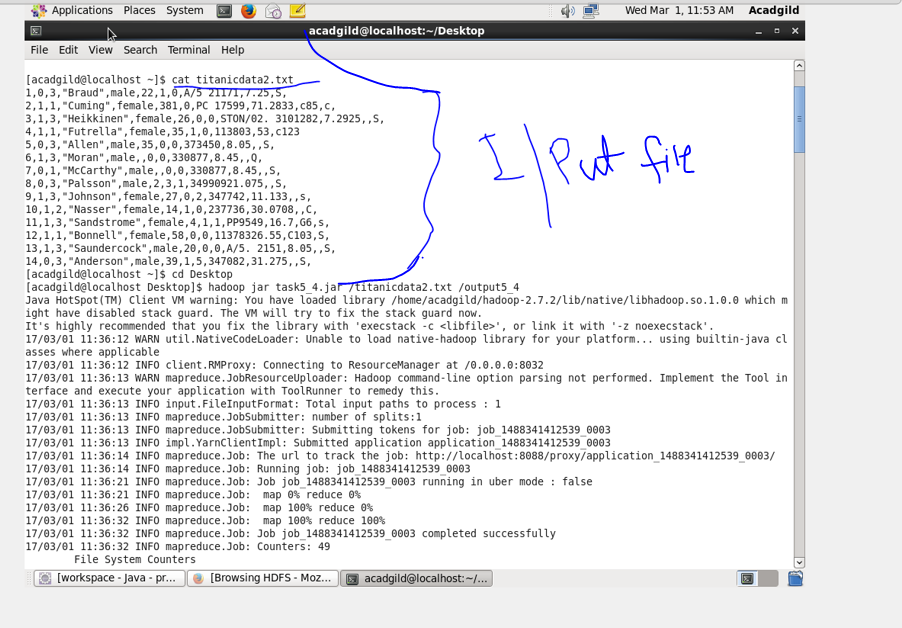 Applications Places System Wed Mar 1, 11:53 AM Acadgild
acadgild@localhost:~/Desktop
File Edit View Search Terminal Help
[acadgild@localhost ~]$ cat titanicdata2.txt
1,0,3,"Braud",male,22,1,0,A/5 21171,7.25,S,
2,1,1,"Cuming",female,381,0,PC 17599,71.2833,c85,c,
3,1,3,"Heikkinen",female,26,0,0,STON/02. 3101282,7.2925,,S,
4,1,1,"Futrella",female,35,1,0,113803,53,c123
5,0,3,"Allen",male,35,0,0,373450,8.05,,S,
6,1,3,"Moran",male,,0,0,330877,8.45,,Q,
7,0,1,"McCarthy",male,,0,0,330877,8.45,,S,
8,0,3,"Palsson",male,2,3,1,34990921.075,,S,
9,1,3,"Johnson",female,27,0,2,347742,11.133,,s,
10,1,2,"Nasser",female,14,1,0,237736,30.0708,,C,
11,1,3,"Sandstrome",female,4,1,1,PP9549,16.7,G6,s,
12,1,1,"Bonnell",female,58,0,0,11378326.55,C103,S,
13,1,3,"Saundercock",male,20,0,0,A/5. 2151,8.05,,S,
14,0,3,"Anderson",male,39,1,5,347082,31.275,,S,
I/Put file
[acadgild@localhost ~]$ cd Desktop
[acadgild@localhost Desktop]$ hadoop jar task5_4.jar /titanicdata2.txt /output5_4
Java HotSpot(TM) Client VM warning: You have loaded library /home/acadgild/hadoop-2.7.2/lib/native/libhadoop.so.1.0.0 which m
ight have disabled stack guard. The VM will try to fix the stack guard now.
It's highly recommended that you fix the library with 'execstack -c <libfile>', or link it with '-z noexecstack'.
17/03/01 11:36:12 WARN util.NativeCodeLoader: Unable to load native-hadoop library for your platform... using builtin-java cl
asses where applicable
17/03/01 11:36:12 INFO client.RMProxy: Connecting to ResourceManager at /0.0.0.0:8032
17/03/01 11:36:13 WARN mapreduce.JobResourceUploader: Hadoop command-line option parsing not performed. Implement the Tool in
terface and execute your application with ToolRunner to remedy this.
17/03/01 11:36:13 INFO input.FileInputFormat: Total input paths to process : 1
17/03/01 11:36:13 INFO mapreduce.JobSubmitter: number of splits:1
17/03/01 11:36:13 INFO mapreduce.JobSubmitter: Submitting tokens for job: job_1488341412539_0003
17/03/01 11:36:13 INFO impl.YarnClientImpl: Submitted application application_1488341412539_0003
17/03/01 11:36:14 INFO mapreduce.Job: The url to track the job: http://localhost:8088/proxy/application_1488341412539_0003/
17/03/01 11:36:14 INFO mapreduce.Job: Running job: job_1488341412539_0003
17/03/01 11:36:21 INFO mapreduce.Job: Job job_1488341412539_0003 running in uber mode : false
17/03/01 11:36:21 INFO mapreduce.Job:  map 0% reduce 0%
17/03/01 11:36:26 INFO mapreduce.Job:  map 100% reduce 0%
17/03/01 11:36:32 INFO mapreduce.Job:  map 100% reduce 100%
17/03/01 11:36:32 INFO mapreduce.Job: Job job_1488341412539_0003 completed successfully
17/03/01 11:36:32 INFO mapreduce.Job: Counters: 49
File System Counters
[workspace - Java - pr... [Browsing HDFS - Moz... acadgild@localhost:~/...